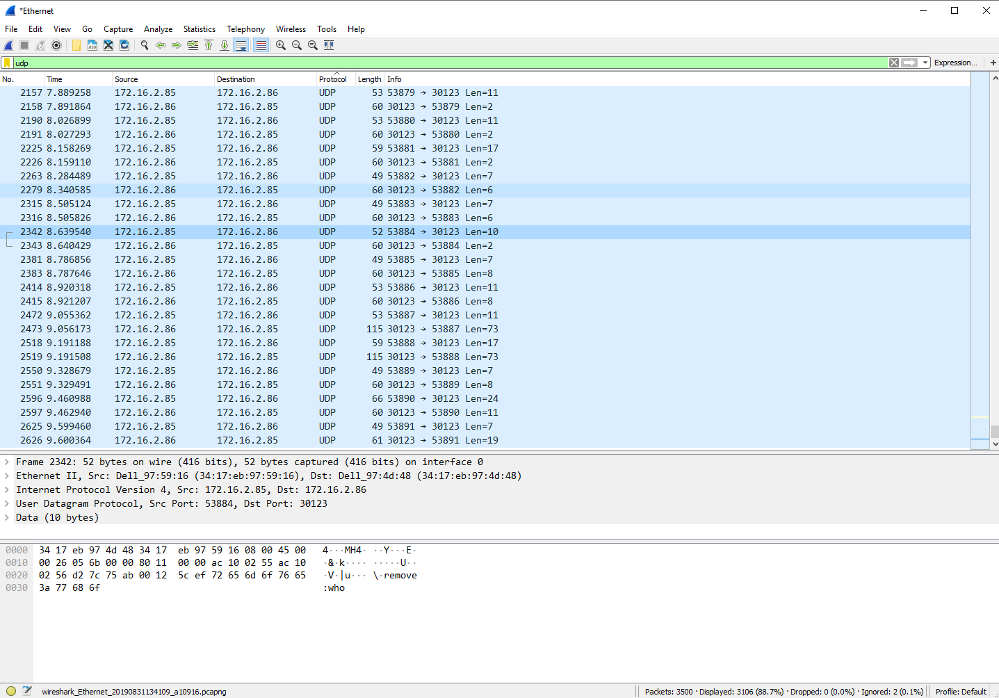 *Ethernet
File Edit View Go Capture Analyze Statistics Telephony Wireless Tools Help
udp Expression... +
No. Time Source Destination Protocol Length Info
2157 7.889258 172.16.2.85 172.16.2.86 UDP 53 53879 → 30123 Len=11
2158 7.891864 172.16.2.86 172.16.2.85 UDP 60 30123 → 53879 Len=2
2190 8.026899 172.16.2.85 172.16.2.86 UDP 53 53880 → 30123 Len=11
2191 8.027293 172.16.2.86 172.16.2.85 UDP 60 30123 → 53880 Len=2
2225 8.158269 172.16.2.85 172.16.2.86 UDP 59 53881 → 30123 Len=17
2226 8.159110 172.16.2.86 172.16.2.85 UDP 60 30123 → 53881 Len=2
2263 8.284489 172.16.2.85 172.16.2.86 UDP 49 53882 → 30123 Len=7
2279 8.340585 172.16.2.86 172.16.2.85 UDP 60 30123 → 53882 Len=6
2315 8.505124 172.16.2.85 172.16.2.86 UDP 49 53883 → 30123 Len=7
2316 8.505826 172.16.2.86 172.16.2.85 UDP 60 30123 → 53883 Len=6
2342 8.639540 172.16.2.85 172.16.2.86 UDP 52 53884 → 30123 Len=10
2343 8.640429 172.16.2.86 172.16.2.85 UDP 60 30123 → 53884 Len=2
2381 8.786856 172.16.2.85 172.16.2.86 UDP 49 53885 → 30123 Len=7
2383 8.787646 172.16.2.86 172.16.2.85 UDP 60 30123 → 53885 Len=8
2414 8.920318 172.16.2.85 172.16.2.86 UDP 53 53886 → 30123 Len=11
2415 8.921207 172.16.2.86 172.16.2.85 UDP 60 30123 → 53886 Len=8
2472 9.055362 172.16.2.85 172.16.2.86 UDP 53 53887 → 30123 Len=11
2473 9.056173 172.16.2.86 172.16.2.85 UDP 115 30123 → 53887 Len=73
2518 9.191188 172.16.2.85 172.16.2.86 UDP 59 53888 → 30123 Len=17
2519 9.191508 172.16.2.86 172.16.2.85 UDP 115 30123 → 53888 Len=73
2550 9.328679 172.16.2.85 172.16.2.86 UDP 49 53889 → 30123 Len=7
2551 9.329491 172.16.2.86 172.16.2.85 UDP 60 30123 → 53889 Len=8
2596 9.460988 172.16.2.85 172.16.2.86 UDP 66 53890 → 30123 Len=24
2597 9.462940 172.16.2.86 172.16.2.85 UDP 60 30123 → 53890 Len=11
2625 9.599460 172.16.2.85 172.16.2.86 UDP 49 53891 → 30123 Len=7
2626 9.600364 172.16.2.86 172.16.2.85 UDP 61 30123 → 53891 Len=19
Frame 2342: 52 bytes on wire (416 bits), 52 bytes captured (416 bits) on interface 0
Ethernet II, Src: Dell_97:59:16 (34:17:eb:97:59:16), Dst: Dell_97:4d:48 (34:17:eb:97:4d:48)
Internet Protocol Version 4, Src: 172.16.2.85, Dst: 172.16.2.86
User Datagram Protocol, Src Port: 53884, Dst Port: 30123
Data (10 bytes)
0000 34 17 eb 97 4d 48 34 17 eb 97 59 16 08 00 45 00 4···MH4· ··Y···E·
0010 00 26 05 6b 00 00 80 11 00 00 ac 10 02 55 ac 10 ·&·k···· ·····U··
0020 02 56 d2 7c 75 ab 00 12 5c ef 72 65 6d 6f 76 65 ·V·|u··· \·remove
0030 3a 77 68 6f :who
wireshark_Ethernet_20190831134109_a10916.pcapng Packets: 3500 · Displayed: 3106 (88.7%) · Dropped: 0 (0.0%) · Ignored: 2 (0.1%) Profile: Default